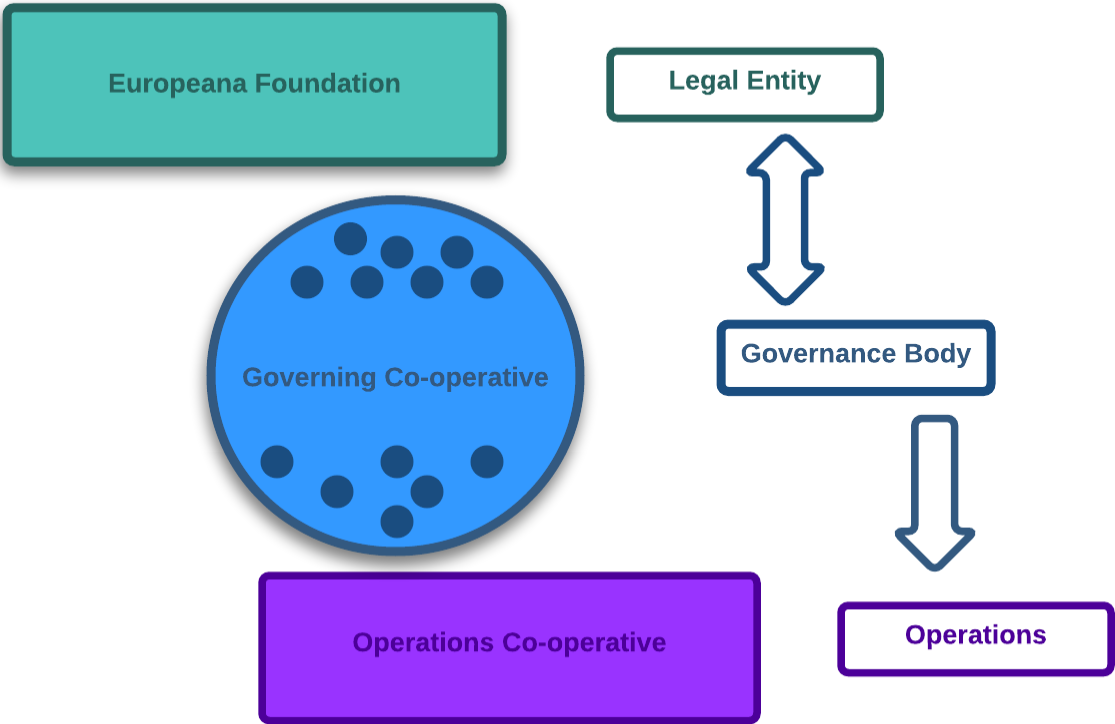 Europeana Foundation
Legal Entity
Governing Co-operative
Governance Body
Operations Co-operative
Operations